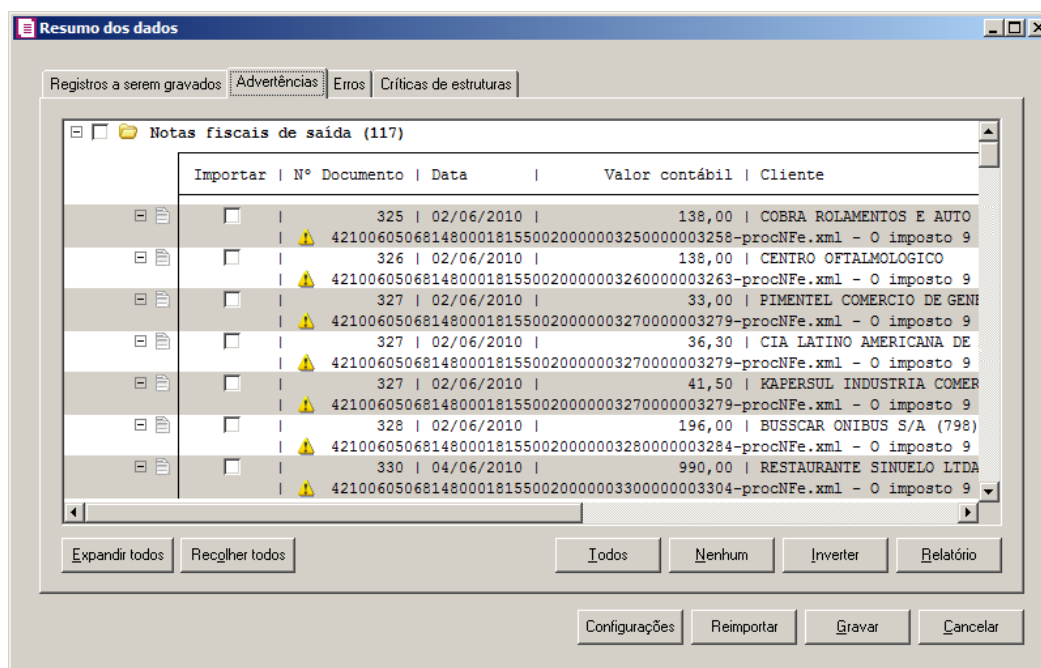 Resumo dos dados
Registros a serem gravados Advertências Erros Críticas de estruturas
Notas fiscais de saída (117)
Importar | Nº Documento | Data | Valor contábil | Cliente
| 325 | 02/06/2010 | 138,00 | COBRA ROLAMENTOS E AUTO
| 42100605068148000181550020000003250000003258-procNFe.xml - O imposto 9
| 326 | 02/06/2010 | 138,00 | CENTRO OFTALMOLOGICO
| 42100605068148000181550020000003260000003263-procNFe.xml - O imposto 9
| 327 | 02/06/2010 | 33,00 | PIMENTEL COMERCIO DE GENE
| 42100605068148000181550020000003270000003279-procNFe.xml - O imposto 9
| 327 | 02/06/2010 | 36,30 | CIA LATINO AMERICANA DE
| 42100605068148000181550020000003270000003279-procNFe.xml - O imposto 9
| 327 | 02/06/2010 | 41,50 | KAPERSUL INDUSTRIA COMER
| 42100605068148000181550020000003270000003279-procNFe.xml - O imposto 9
| 328 | 02/06/2010 | 196,00 | BUSSCAR ONIBUS S/A (798)
| 42100605068148000181550020000003280000003284-procNFe.xml - O imposto 9
| 330 | 04/06/2010 | 990,00 | RESTAURANTE SINUELO LTDA
| 42100605068148000181550020000003300000003304-procNFe.xml - O imposto 9
Expandir todos Recolher todos Todos Nenhum Inverter Relatório
Configurações Reimportar Gravar Cancelar